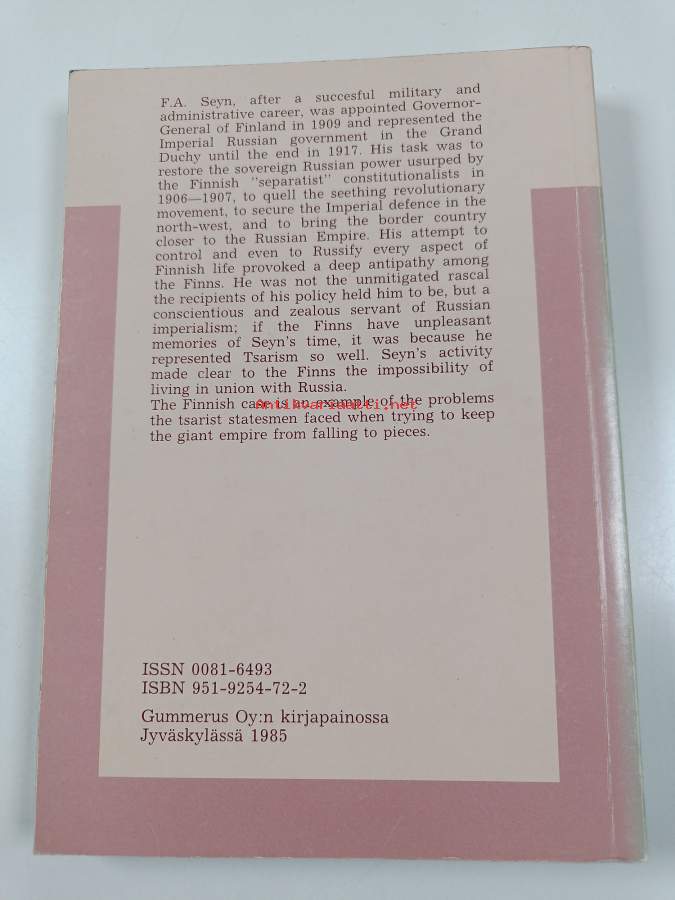 F.A. Seyn, after a succesful military and
administrative career, was appointed Governor-
General of Finland in 1909 and represented the
Imperial Russian government in the Grand
Duchy until the end in 1917. His task was to
restore the sovereign Russian power usurped by
the Finnish "separatist" constitutionalists in
1906—1907, to quell the seething revolutionary
movement, to secure the Imperial defence in the
north-west, and to bring the border country
closer to the Russian Empire. His attempt to
control and even to Russify every aspect of
Finnish life provoked a deep antipathy among
the Finns. He was not the unmitigated rascal
the recipients of his policy held him to be, but a
conscientious and zealous servant of Russian
imperialism; if the Finns have unpleasant
memories of Seyn's time, it was because he
represented Tsarism so well. Seyn's activity
made clear to the Finns the impossibility of
living in union with Russia.
The Finnish case is an example of the problems
Antikvariaatti.net
the tsarist statesmen faced when trying to keep
the giant empire from falling to pieces.
ISSN 0081-6493
ISBN 951-9254-72-2
Gummerus Oy:n kirjapainossa
Jyväskylässä 1985